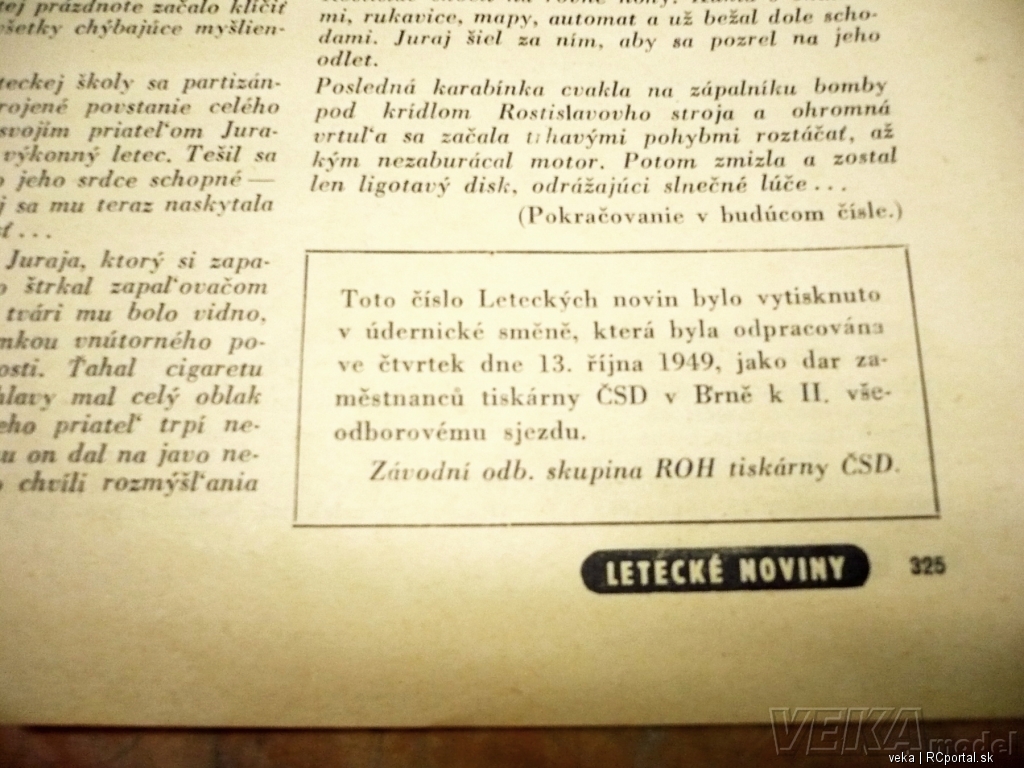 tej prázdnote začalo klíčiť
všetky chýbajúce myšlien-
teckej školy sa partizán-
rojené povstanie celého
svojím priateľom Jura-
výkonný letec. Tešil sa
jeho srdce schopné —
sa mu teraz naskytala
Juraja, ktorý si zapa-
štrkal zapaľovačom
tvári mu bolo vidno,
mkou vnútorného po-
osti. Ťahal cigaretu
hlavy mal celý oblak
eho priateľ trpí ne-
u on dal na javo ne-
chvíli rozmýšľania
mi, rukavice, mapy, automat a už bežal dole scho-
dami. Juraj šiel za ním, aby sa pozrel na jeho
odlet.
Posledná karabínka cvakla na zápalníku bomby
pod krídlom Rostislavovho stroja a ohromná
vrtuľa sa začala trhavými pohybmi roztáčať, až
kým nezaburácal motor. Potom zmizla a zostal
len ligotavý disk, odrážajúci slnečné lúče...
(Pokračovanie v budúcom čísle.)
Toto číslo Leteckých novin bylo vytisknuto
v údernické směně, která byla odpracována
ve čtvrtek dne 13. října 1949, jako dar za-
městnanců tiskárny ČSD v Brně k II. vše-
odborovému sjezdu.
Závodní odb. skupina ROH tiskárny ČSD.
LETECKÉ NOVINY 325
VEKA model
veka | RCportal.sk